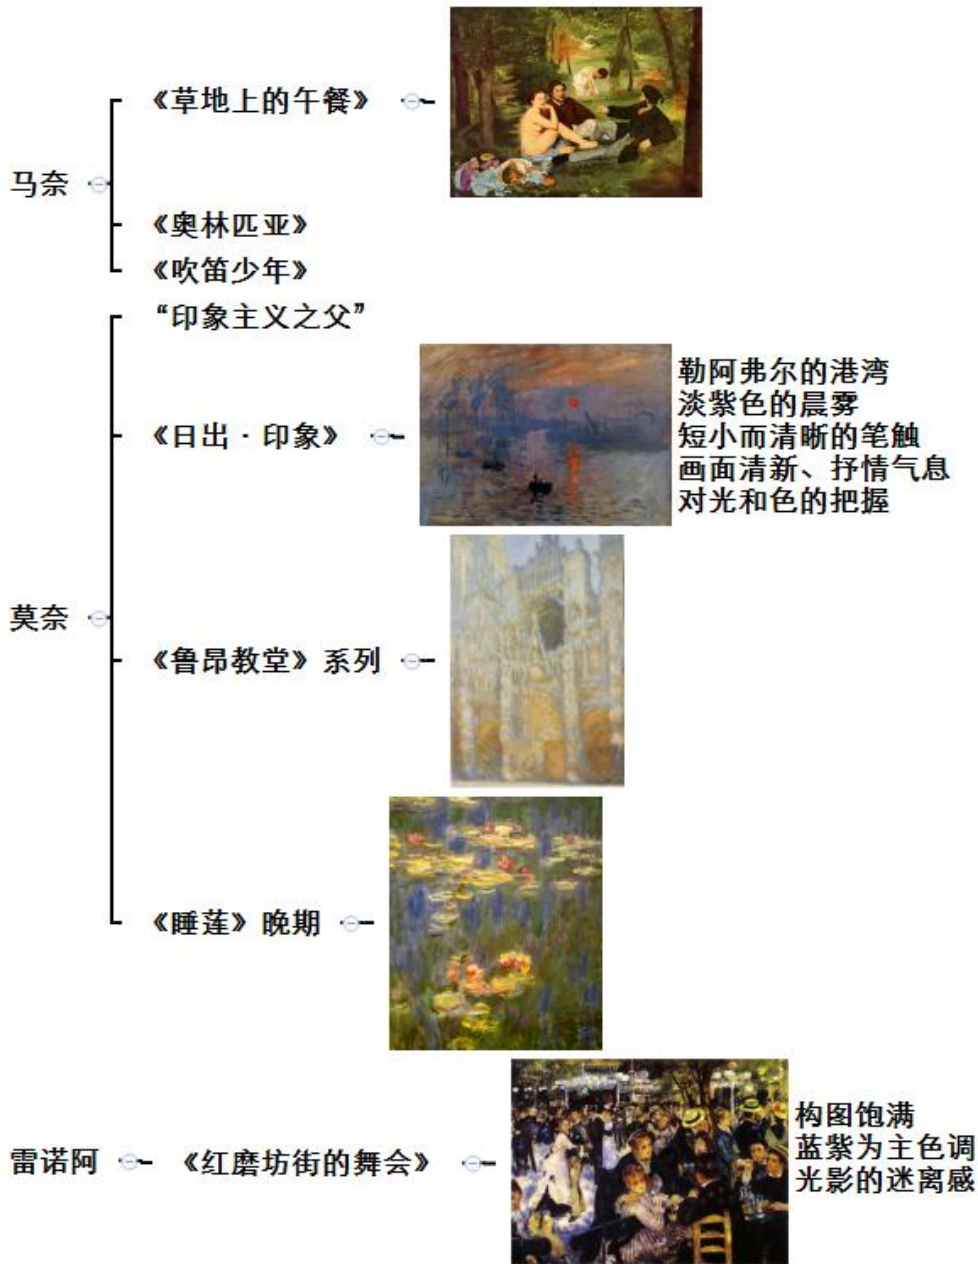 马奈
《草地上的午餐》
《奥林匹亚》
《吹笛少年》
莫奈
“印象主义之父”
《日出·印象》
勒阿弗尔的港湾
淡紫色的晨雾
短小而清晰的笔触
画面清新、抒情气息
对光和色的把握
《鲁昂教堂》系列
《睡莲》晚期
雷诺阿
《红磨坊街的舞会》
构图饱满
蓝紫为主色调
光影的迷离感